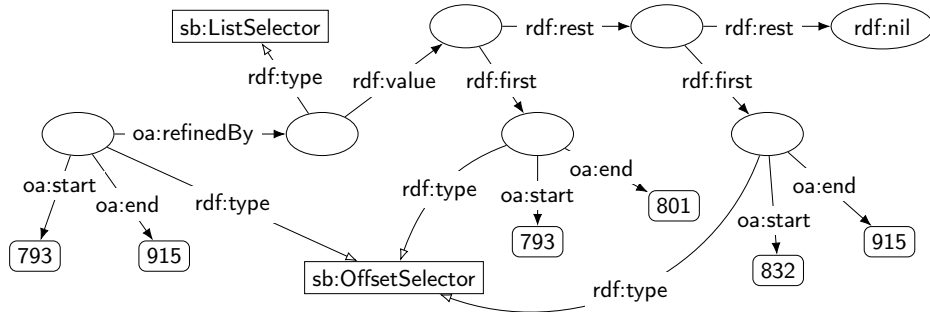 sb:ListSelector
rdf:rest
rdf:rest
rdf:nil
rdf:type
rdf:value
rdf:first
rdf:first
oa:refinedBy
oa:start
oa:end
rdf:type
rdf:type
oa:start
oa:end
oa:end
oa:start
801
793
915
793
915
832
sb:OffsetSelector
rdf:type